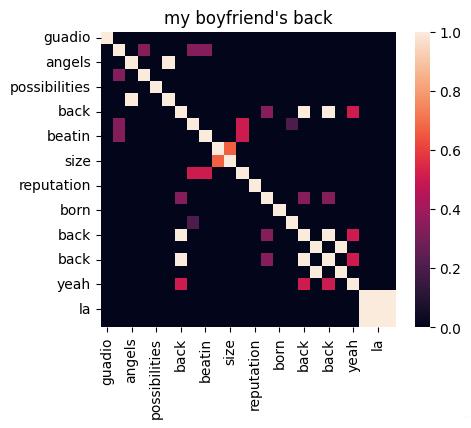 my boyfriend's back
guadio
angels
possibilities
back
beatin
size
reputation
born
back
back
yeah
la
1.0
0.8
0.6
0.4
0.2
0.0
guadio
angels
possibilities
back
beatin
size
reputation
born
back
back
yeah
la